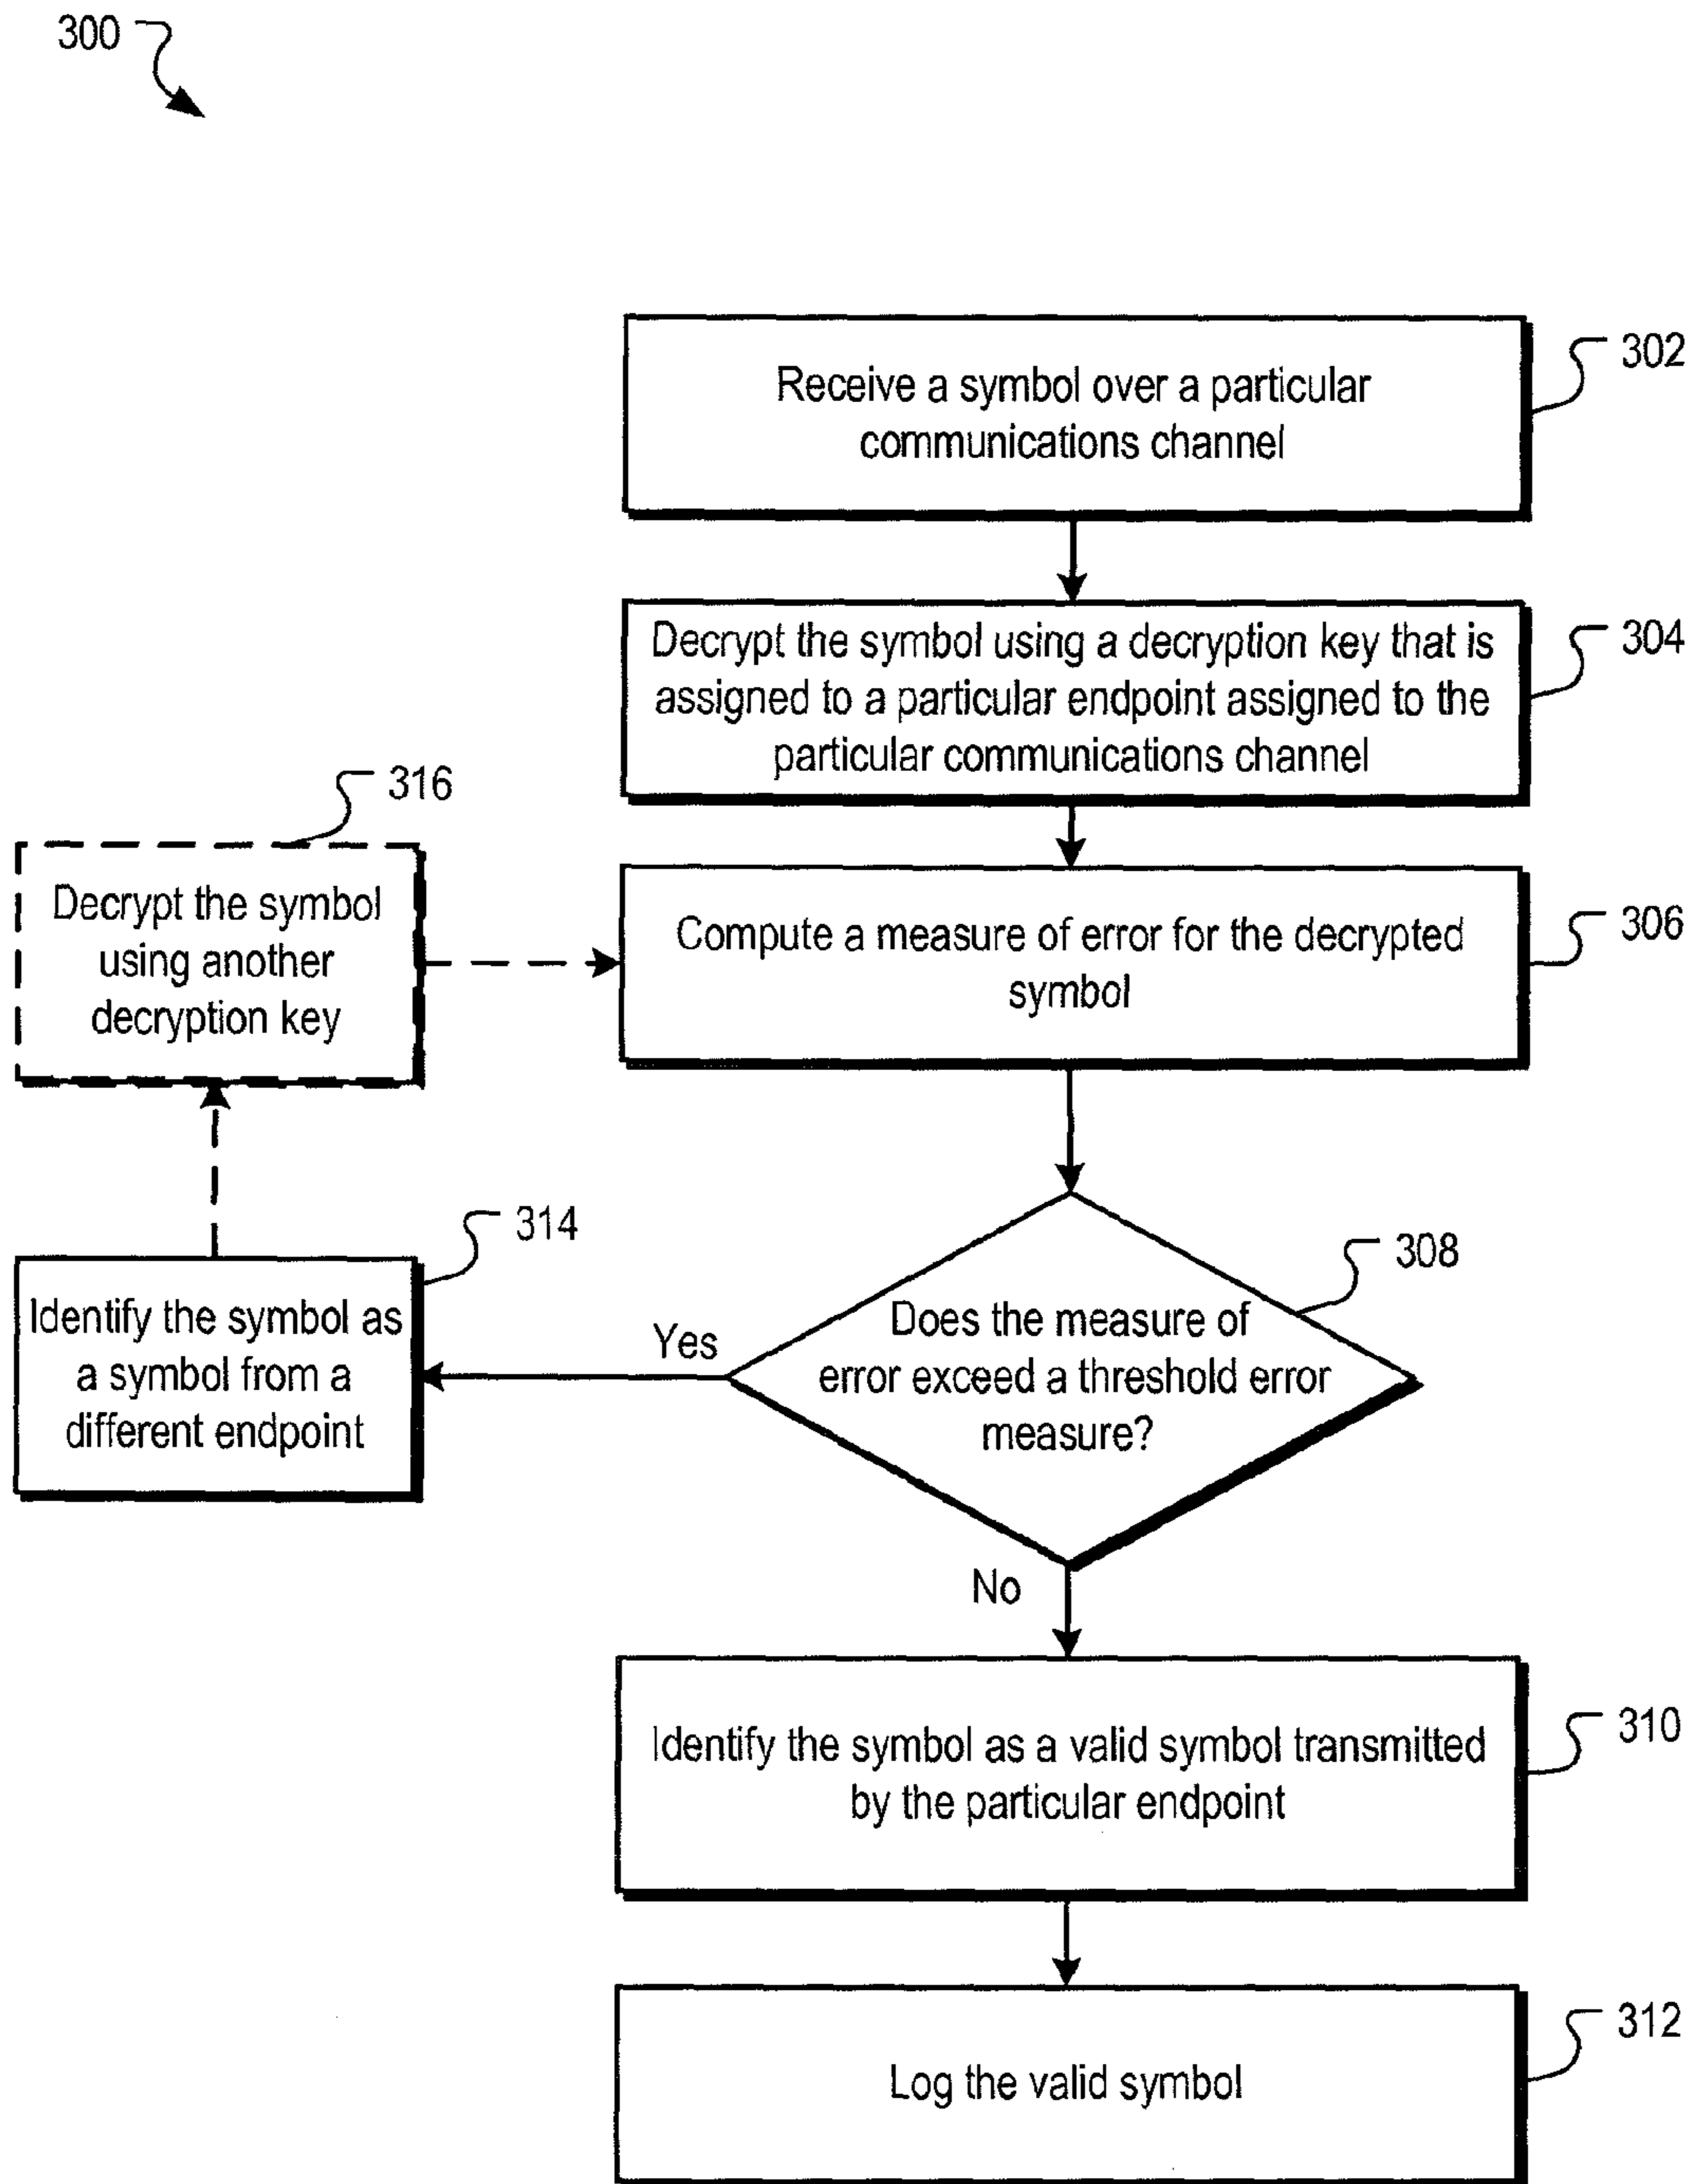 300
302
Receive a symbol over a particular
communications channel
304
Decrypt the symbol using a decryption key that is
assigned to a particular endpoint assigned to the
particular communications channel
316
Decrypt the symbol
using another
decryption key
306
Compute a measure of error for the decrypted
symbol
314
Identify the symbol as
a symbol from a
different endpoint
308
Does the measure of
error exceed a threshold error
measure?
Yes
No
310
Identify the symbol as a valid symbol transmitted
by the particular endpoint
312
Log the valid symbol